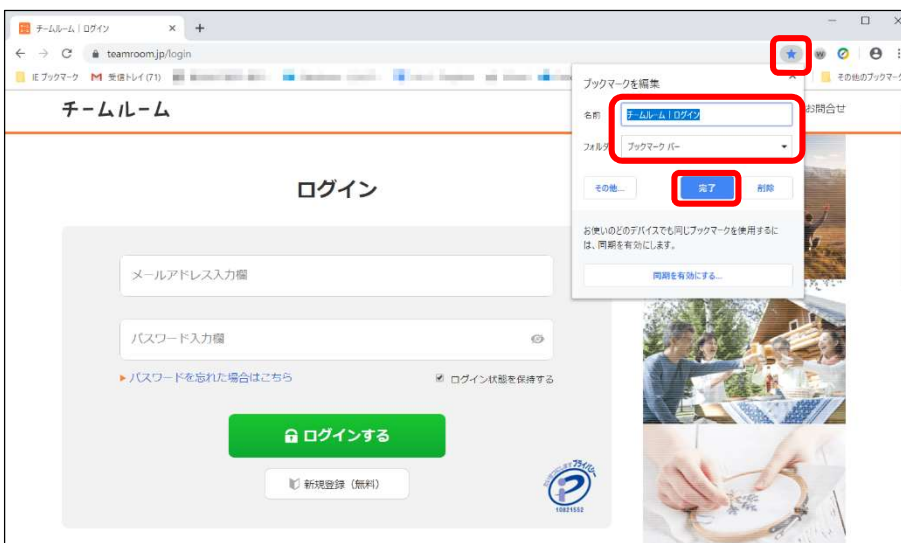 チームルーム | ログイン
teamroom.jp/login
IE ブックマーク
受信トレイ (71)
その他のブックマーク
チームルーム
お問合せ
ブックマークを編集
名前
チームルーム | ログイン
フォルダ
ブックマーク バー
その他...
完了
削除
お使いのどのデバイスでも同じブックマークを使用するに
は、同期を有効にします。
同期を有効にする...
ログイン
メールアドレス入力欄
パスワード入力欄
パスワードを忘れた場合はこちら
ログイン状態を保持する
ログインする
新規登録（無料）
プライバシー
10821552